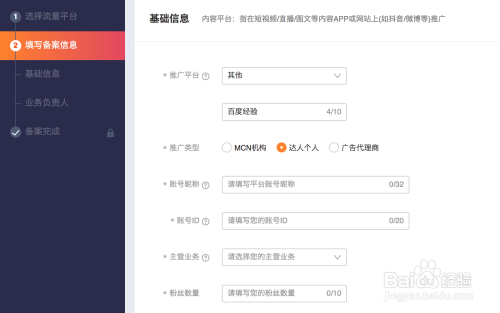 1 选择流量平台
2 填写备案信息
基础信息
业务负责人
备案完成
基础信息 内容平台：指在短视频/直播/图文等内容APP或网站上(如抖音/微博等)推广
* 推广平台 ? 其他
百度经验 4/10
* 推广类型 MCN机构 达人个人 广告代理商
* 账号昵称 ? 请填写平台账号昵称 0/32
* 账号ID ? 请填写您的账号ID 0/20
* 主营业务 ? 请选择您的主营业务
* 粉丝数量 请填写您的粉丝数量 0/10
Baidu 经验
jingyan.baidu.com